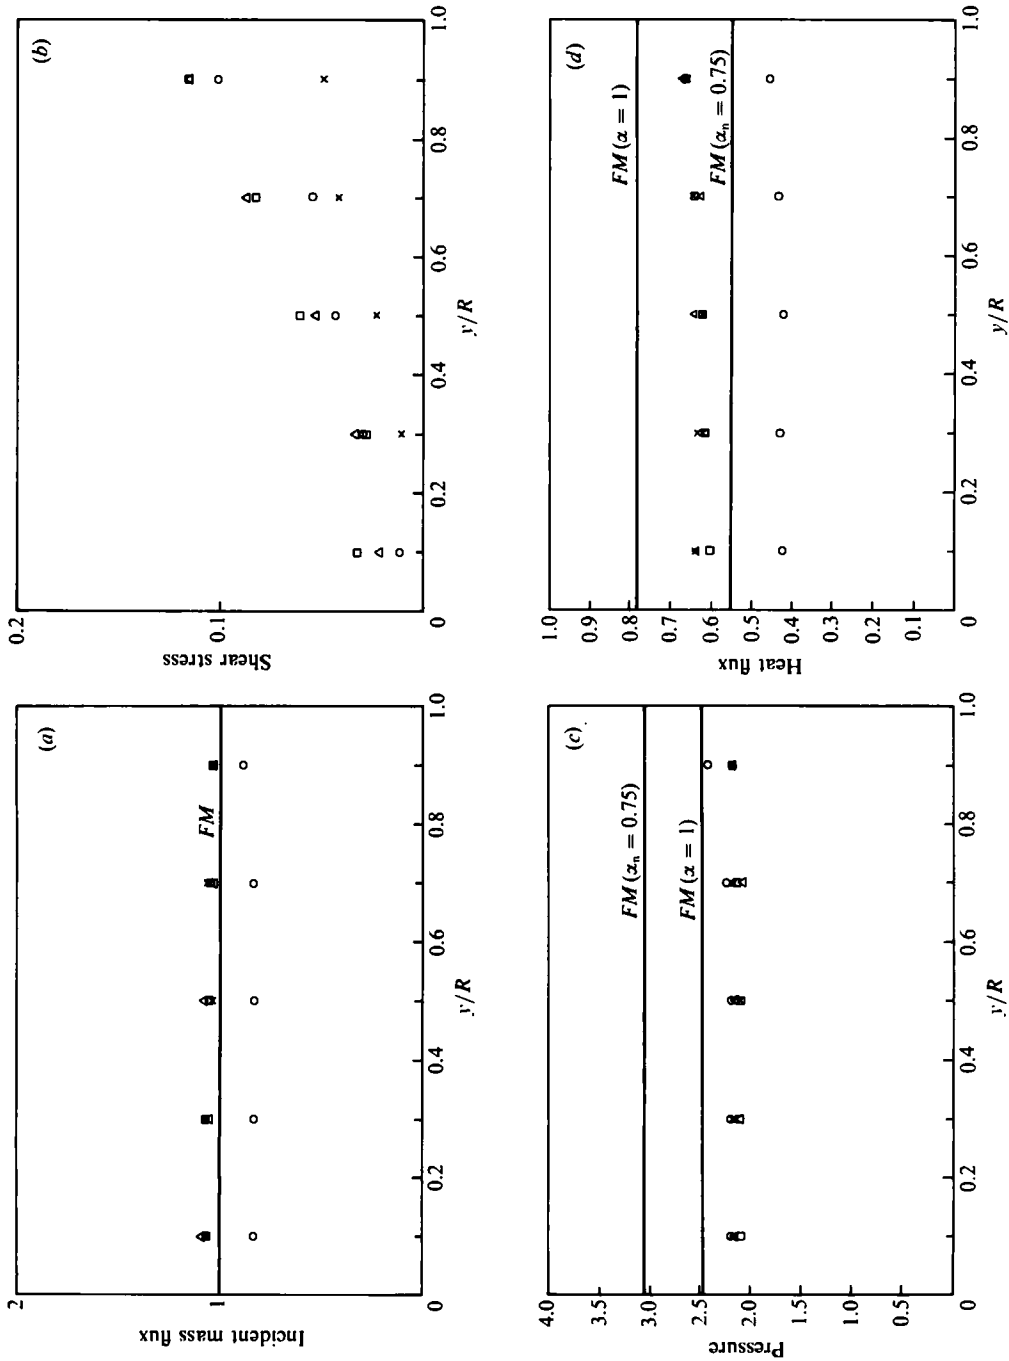 (a)
2
1
0
Incident mass flux
FM
0.2
0.4
0.6
0.8
1.0
y/R
(b)
0.2
0.1
0
Shear stress
0.2
0.4
0.6
0.8
1.0
y/R
(c).
4.0
3.5
3.0
2.5
2.0
1.5
1.0
0.5
0
Pressure
FM (αn = 0.75)
FM (α = 1)
0.2
0.4
0.6
0.8
1.0
y/R
(d)
1.0
0.9
0.8
0.7
0.6
0.5
0.4
0.3
0.2
0.1
0
Heat flux
FM (α = 1)
FM (αn = 0.75)
0.2
0.4
0.6
0.8
1.0
y/R